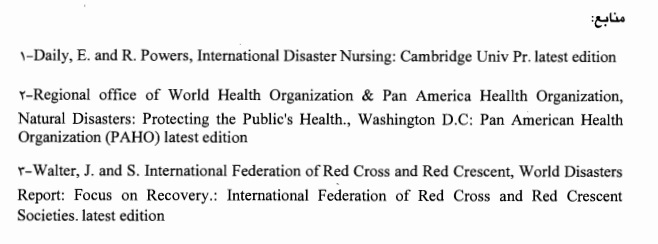 منابع:
۱-Daily, E. and R. Powers, International Disaster Nursing: Cambridge Univ Pr. latest edition
۲-Regional office of World Health Organization & Pan America Heallth Organization,
Natural Disasters: Protecting the Public's Health., Washington D.C: Pan American Health
Organization (PAHO) latest edition
۳-Walter, J. and S. International Federation of Red Cross and Red Crescent, World Disasters
Report: Focus on Recovery.: International Federation of Red Cross and Red Crescent
Societies. latest edition